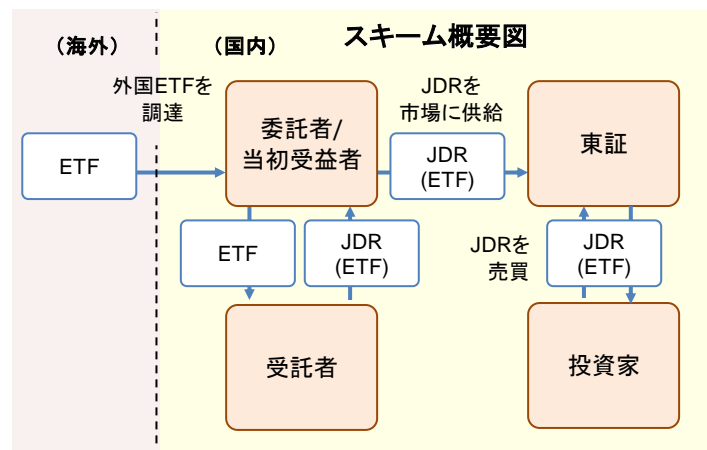 （海外）
（国内）
スキーム概要図
外国ETFを
調達
JDRを
市場に供給
ETF
委託者/
当初受益者
JDR
(ETF)
東証
ETF
JDR
(ETF)
JDRを
売買
JDR
(ETF)
受託者
投資家